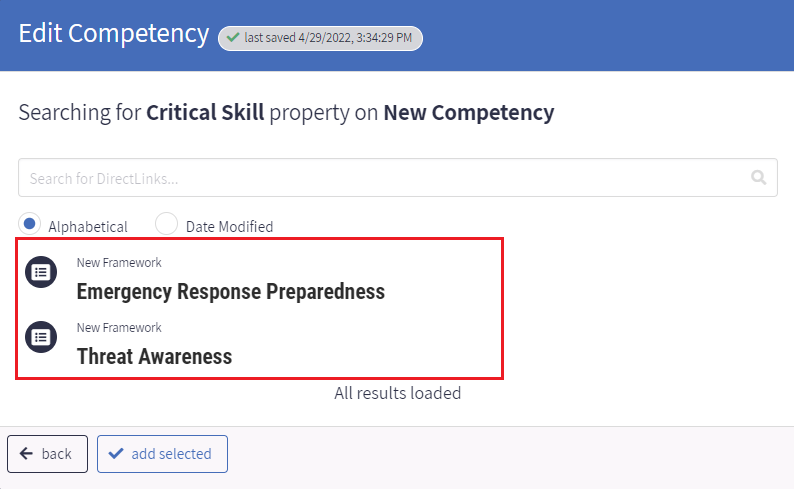 Edit Competency
last saved 4/29/2022, 3:34:29 PM
Searching for Critical Skill property on New Competency
Search for DirectLinks...
Alphabetical
Date Modified
New Framework
Emergency Response Preparedness
New Framework
Threat Awareness
All results loaded
back
add selected